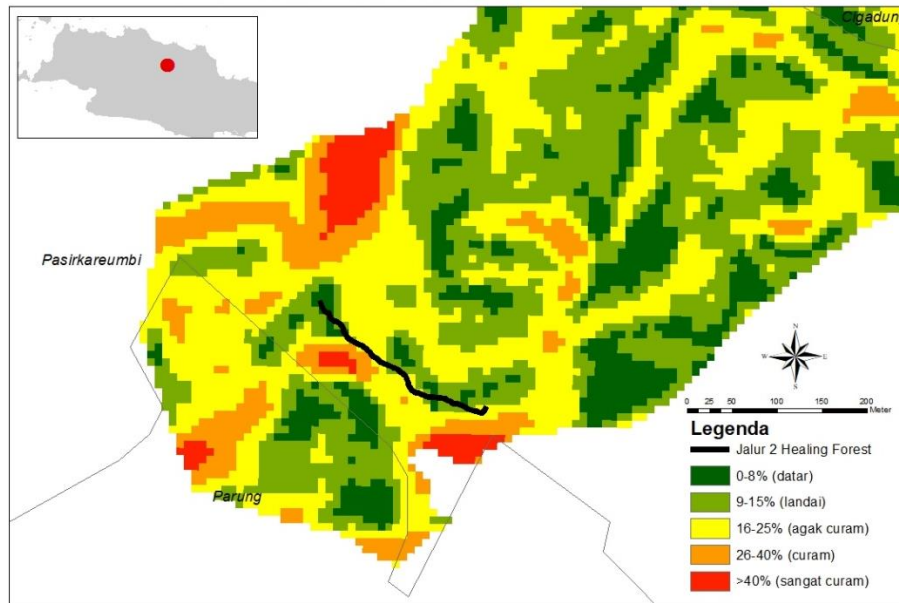 Cigadun
Pasirkareumbi
Parung
N
W
E
S
0 25 50 100 150 200
Meter
Legenda
Jalur 2 Healing Forest
0-8% (datar)
9-15% (landai)
16-25% (agak curam)
26-40% (curam)
>40% (sangat curam)